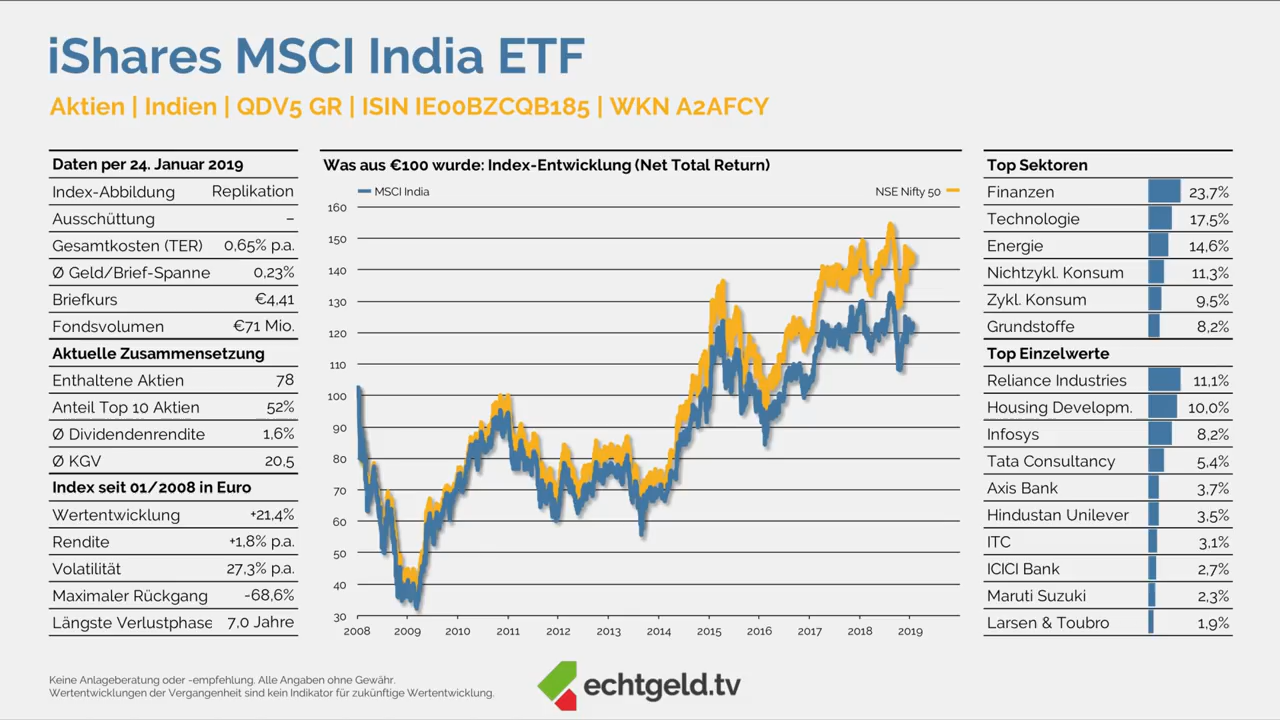 iShares MSCI India ETF
Aktien | Indien | QDV5 GR | ISIN IE00BZCQB185 | WKN A2AFCY
Daten per 24. Januar 2019
Index-Abbildung Replikation
Ausschüttung –
Gesamtkosten (TER) 0,65% p.a.
Ø Geld/Brief-Spanne 0,23%
Briefkurs €4,41
Fondsvolumen €71 Mio.
Aktuelle Zusammensetzung
Enthaltene Aktien 78
Anteil Top 10 Aktien 52%
Ø Dividendenrendite 1,6%
Ø KGV 20,5
Index seit 01/2008 in Euro
Wertentwicklung +21,4%
Rendite +1,8% p.a.
Volatilität 27,3% p.a.
Maximaler Rückgang -68,6%
Längste Verlustphase 7,0 Jahre
Was aus €100 wurde: Index-Entwicklung (Net Total Return)
MSCI India NSE Nifty 50
160
150
140
130
120
110
100
90
80
70
60
50
40
30
2008 2009 2010 2011 2012 2013 2014 2015 2016 2017 2018 2019
Top Sektoren
Finanzen 23,7%
Technologie 17,5%
Energie 14,6%
Nichtzykl. Konsum 11,3%
Zykl. Konsum 9,5%
Grundstoffe 8,2%
Top Einzelwerte
Reliance Industries 11,1%
Housing Developm. 10,0%
Infosys 8,2%
Tata Consultancy 5,4%
Axis Bank 3,7%
Hindustan Unilever 3,5%
ITC 3,1%
ICICI Bank 2,7%
Maruti Suzuki 2,3%
Larsen & Toubro 1,9%
Keine Anlageberatung oder -empfehlung. Alle Angaben ohne Gewähr.
Wertentwicklungen der Vergangenheit sind kein Indikator für zukünftige Wertentwicklung.
echtgeld.tv